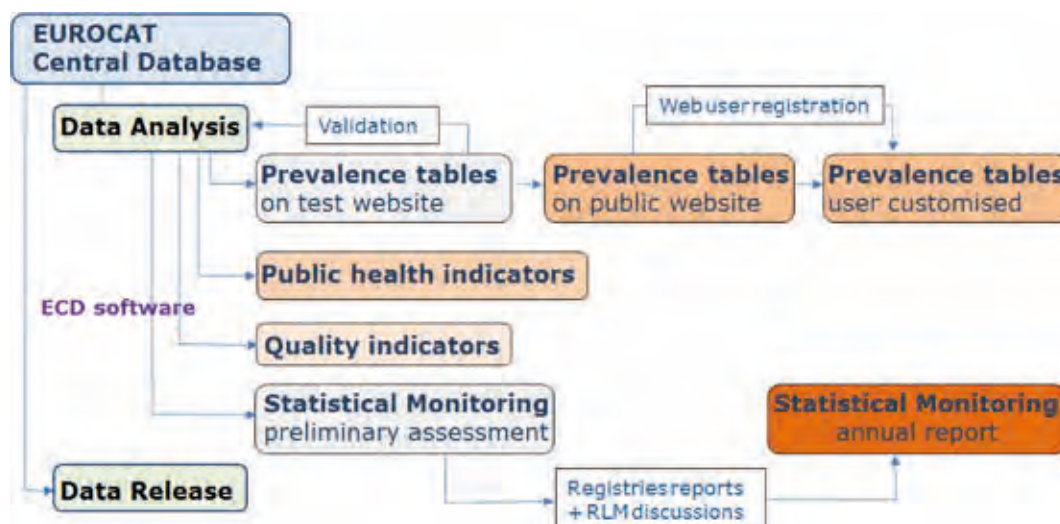 EUROCAT
Central Database
Data Analysis
Validation
Web user registration
Prevalence tables
on test website
Prevalence tables
on public website
Prevalence tables
user customised
Public health indicators
ECD software
Quality indicators
Statistical Monitoring
preliminary assessment
Statistical Monitoring
annual report
Data Release
Registries reports
+ RLM discussions